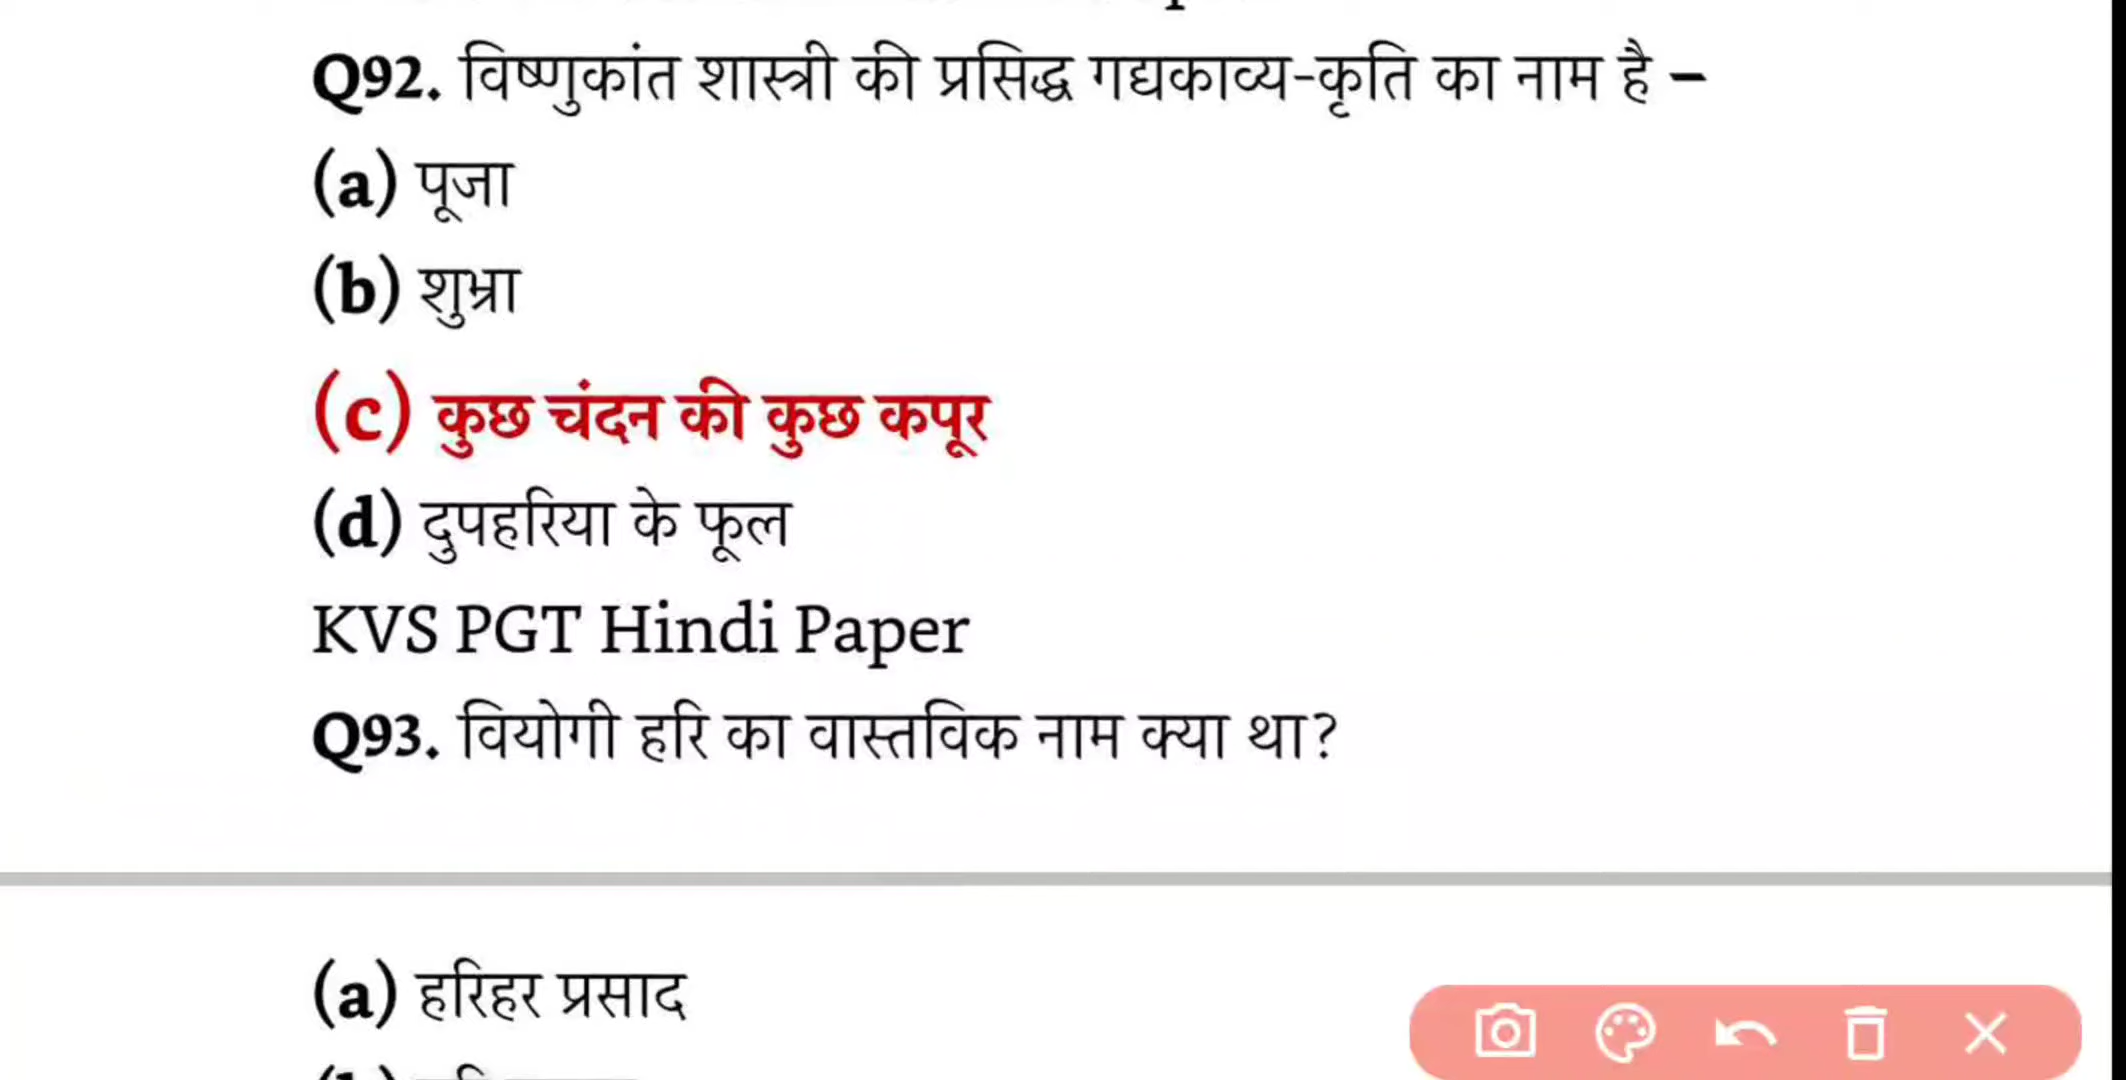 Q92. विष्णुकांत शास्त्री की प्रसिद्ध गद्यकाव्य-कृति का नाम है –
(a) पूजा
(b) शुभ्रा
(c) कुछ चंदन की कुछ कपूर
(d) दुपहरिया के फूल
KVS PGT Hindi Paper
Q93. वियोगी हरि का वास्तविक नाम क्या था?
(a) हरिहर प्रसाद